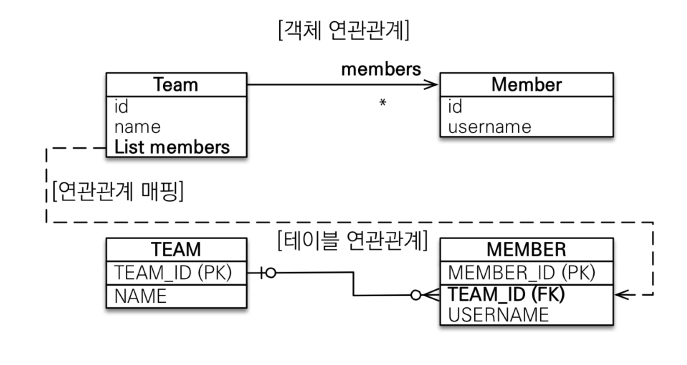 [객체 연관관계]
members
Team
Member
*
id
name
List members
id
username
[연관관계 매핑]
[테이블 연관관계]
TEAM
TEAM_ID (PK)
NAME
MEMBER
MEMBER_ID (PK)
TEAM_ID (FK)
USERNAME